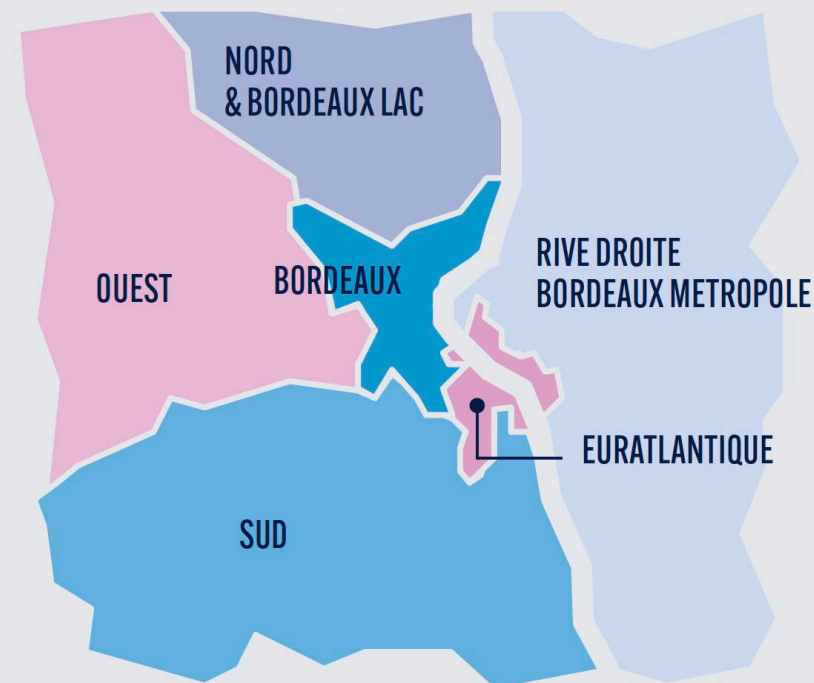 NORD
& BORDEAUX LAC
OUEST
BORDEAUX
RIVE DROITE
BORDEAUX METROPOLE
EURATLANTIQUE
SUD